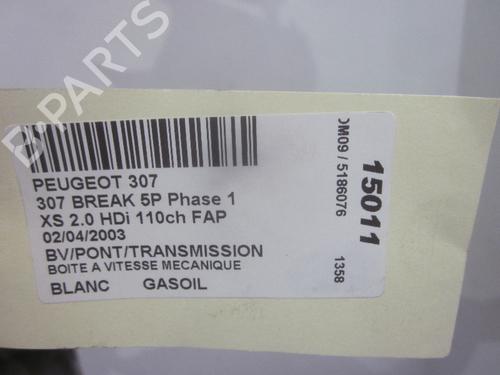 B-PARTS
PEUGEOT 307
307 BREAK 5P Phase 1
XS 2.0 HDi 110ch FAP
02/04/2003
BV/PONT/TRANSMISSION
BOITE A VITESSE MECANIQUE
BLANC GASOIL
DM09 / 5186076
15011
1358